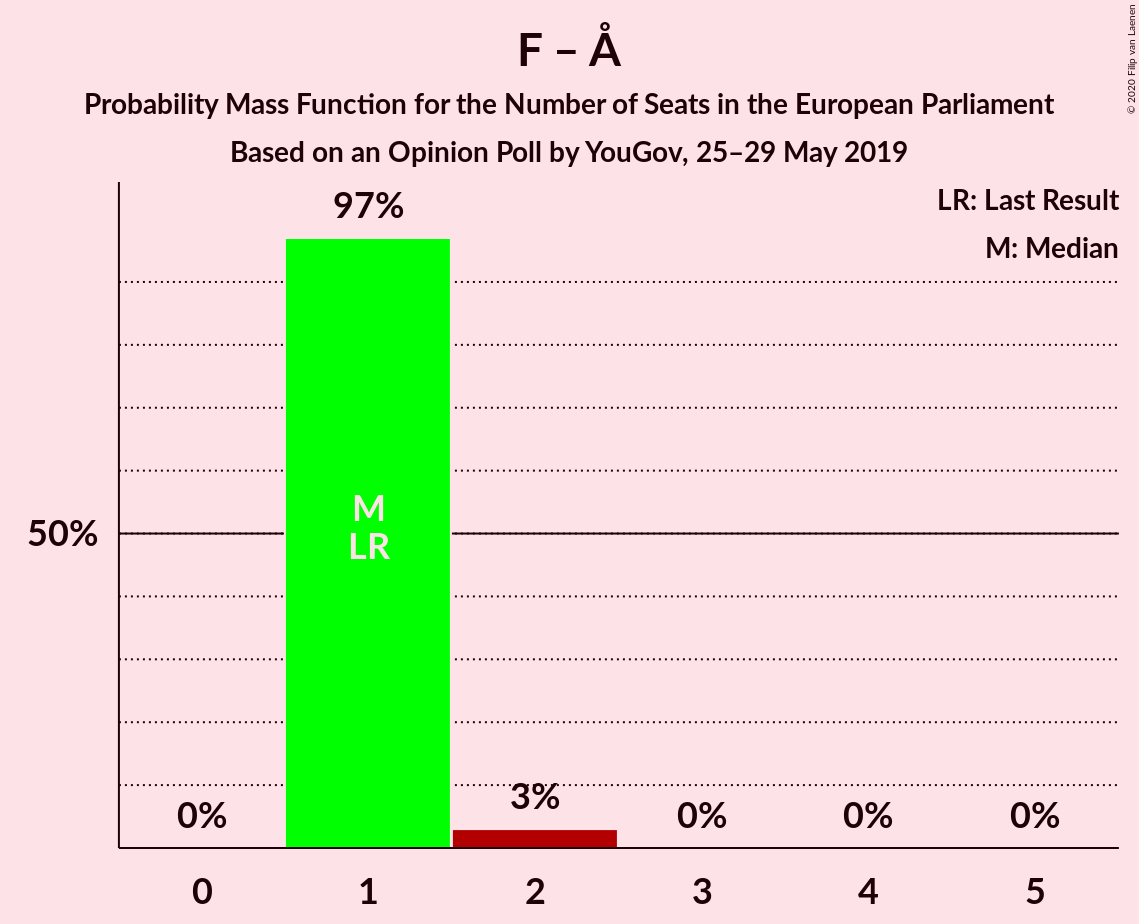 F – Å
Probability Mass Function for the Number of Seats in the European Parliament
Based on an Opinion Poll by YouGov, 25–29 May 2019
© 2020 Filip van Laenen
LR: Last Result
M: Median
97%
50%
M
LR
0%
3%
0%
0%
0%
0
1
2
3
4
5